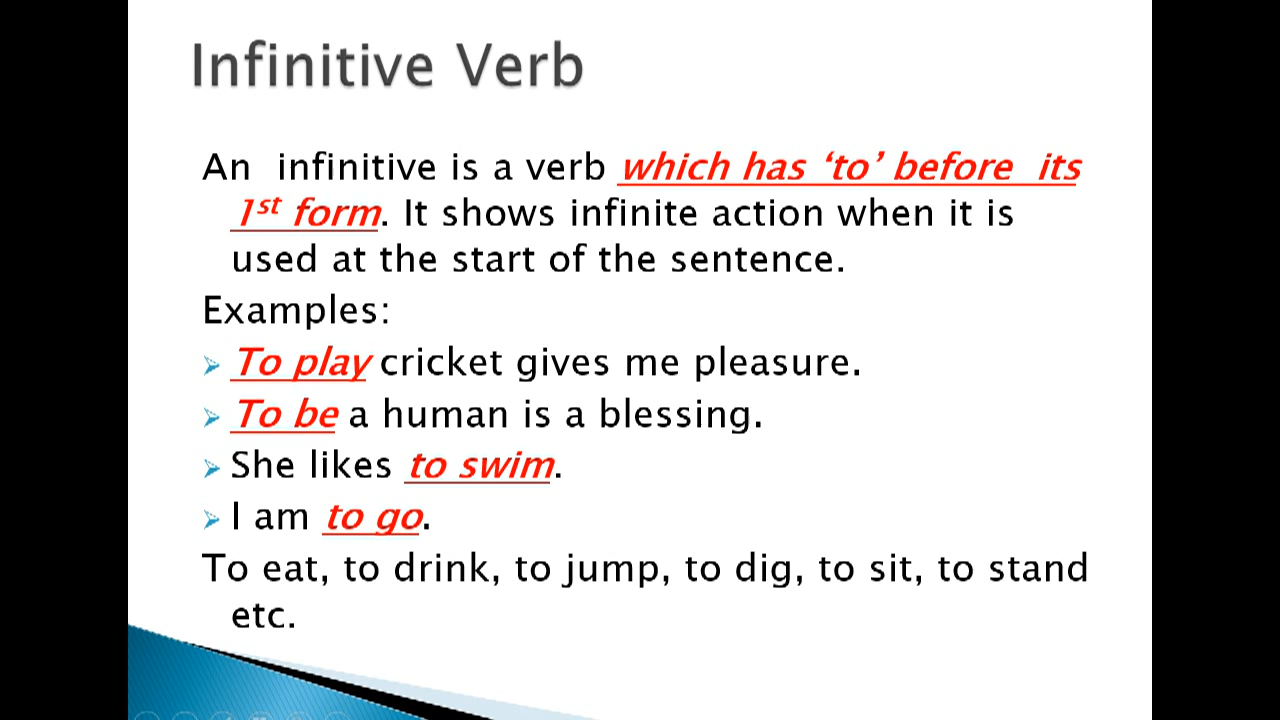 Infinitive Verb
An infinitive is a verb which has ‘to’ before its
1st form. It shows infinite action when it is
used at the start of the sentence.
Examples:
To play cricket gives me pleasure.
To be a human is a blessing.
She likes to swim.
I am to go.
To eat, to drink, to jump, to dig, to sit, to stand
etc.